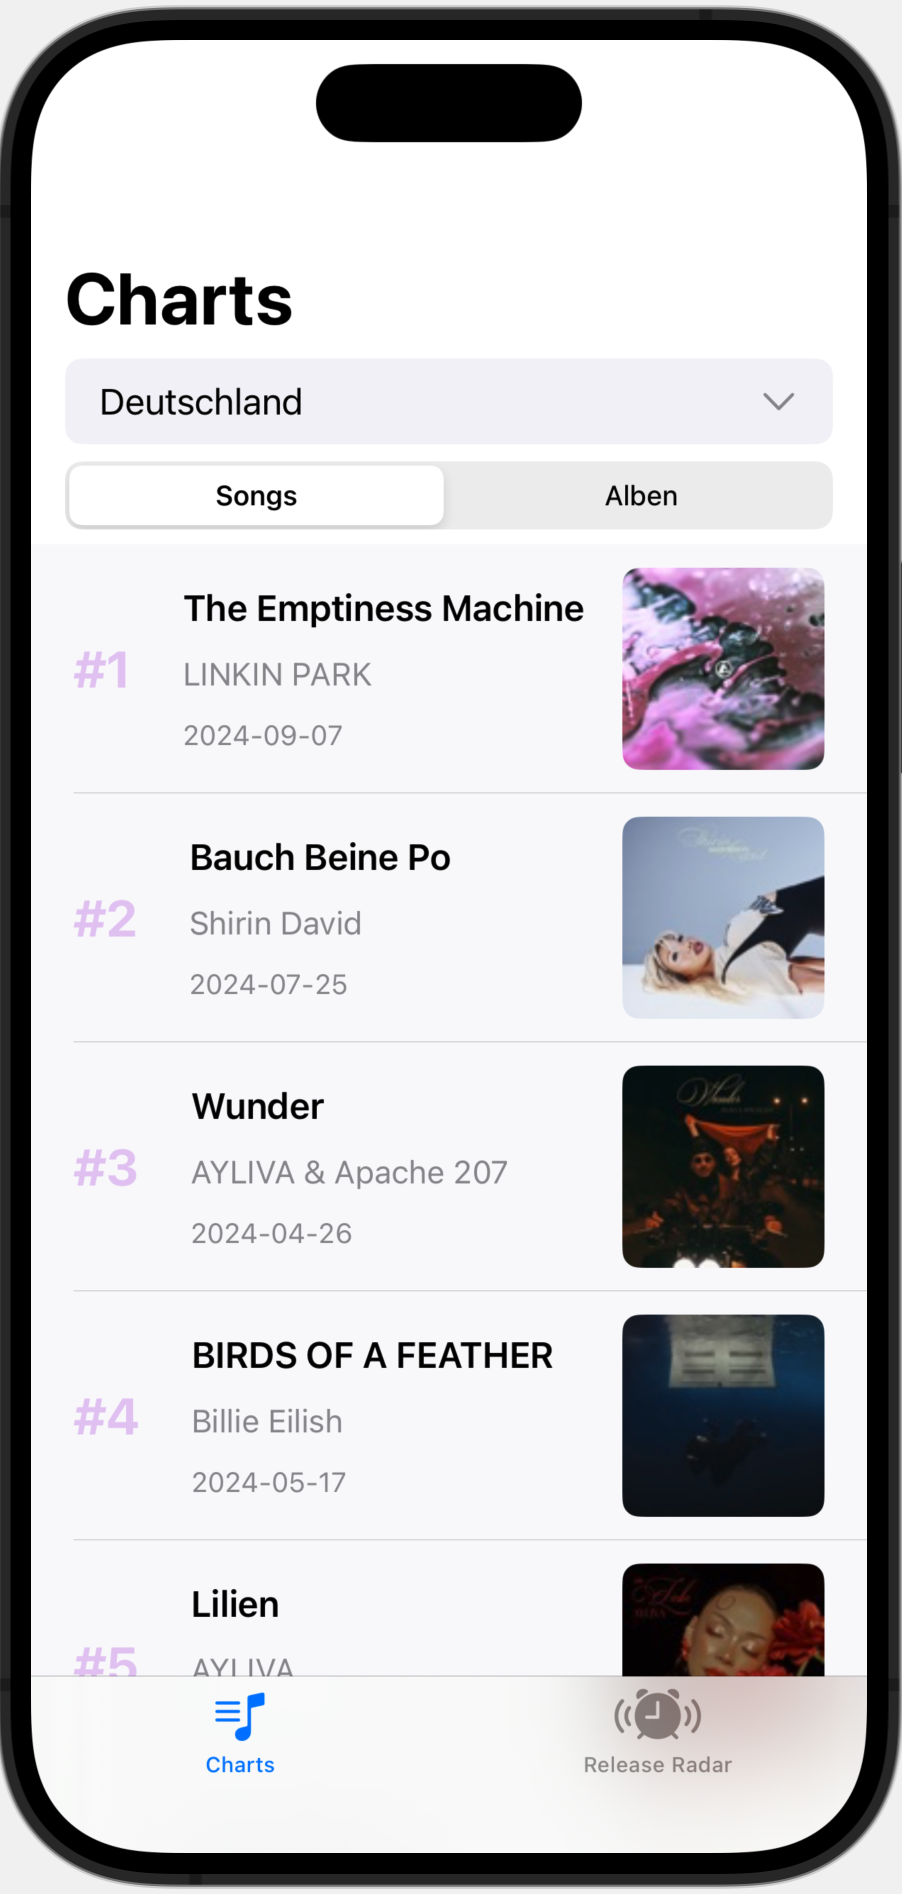 Charts
Deutschland
Songs
Alben
#1
The Emptiness Machine
LINKIN PARK
2024-09-07
#2
Bauch Beine Po
Shirin David
2024-07-25
#3
Wunder
AYLIVA & Apache 207
2024-04-26
Wunder
#4
BIRDS OF A FEATHER
Billie Eilish
2024-05-17
#5
Lilien
AYLIVA
Charts
Release Radar